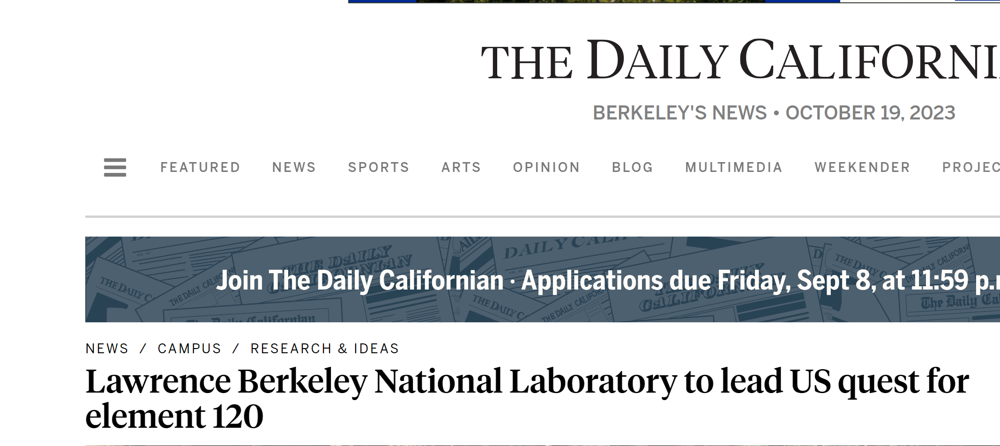 THE DAILY CALIFORNI
BERKELEY'S NEWS • OCTOBER 19, 2023
FEATURED NEWS SPORTS ARTS OPINION BLOG MULTIMEDIA WEEKENDER PROJEC
Join The Daily Californian · Applications due Friday, Sept 8, at 11:59 p.
NEWS / CAMPUS / RESEARCH & IDEAS
Lawrence Berkeley National Laboratory to lead US quest for
element 120